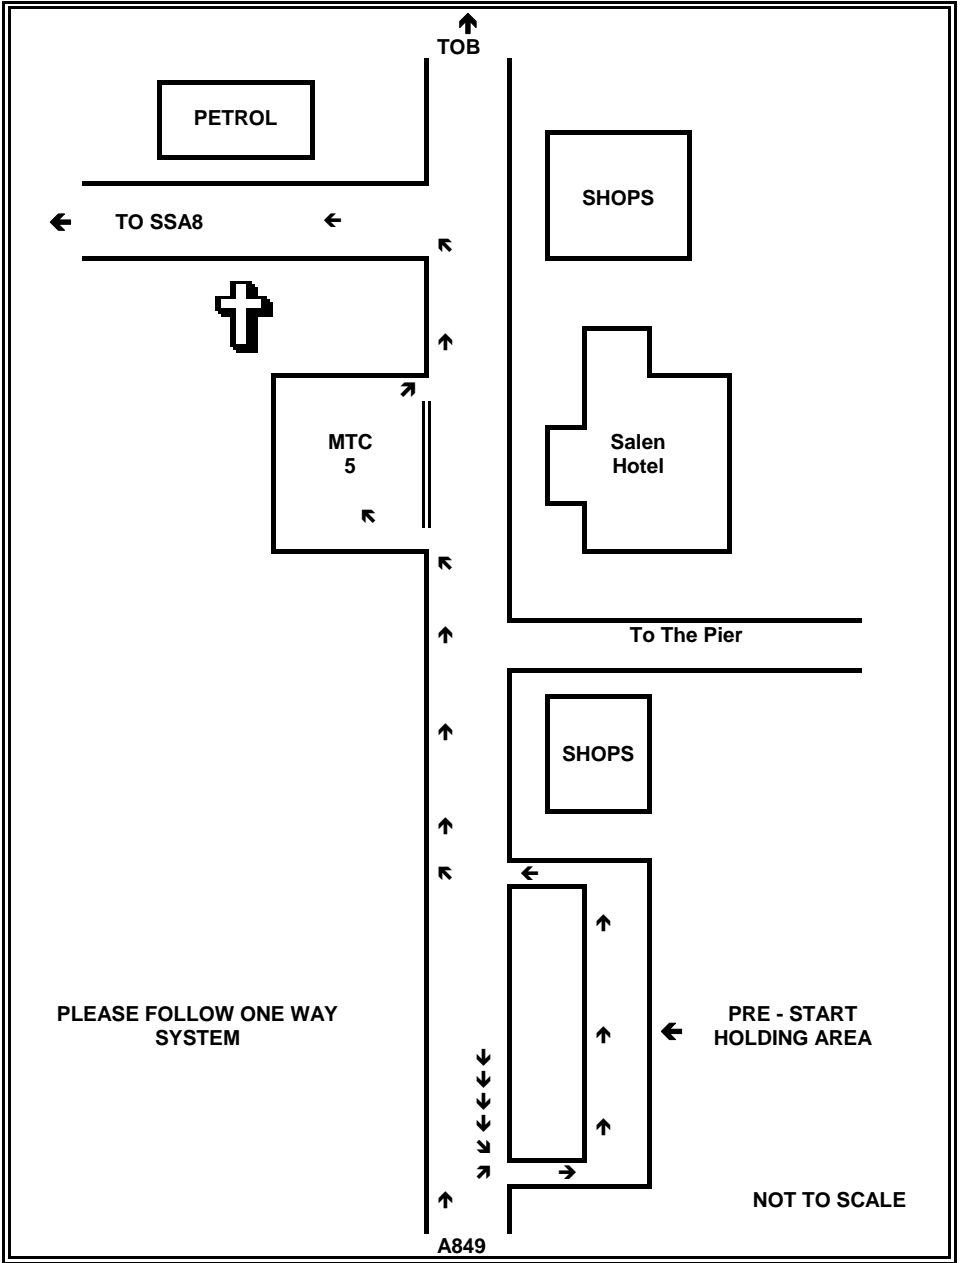 TOB
PETROL
SHOPS
TO SSA8
MTC
5
Salen
Hotel
To The Pier
SHOPS
PLEASE FOLLOW ONE WAY
SYSTEM
PRE - START
HOLDING AREA
NOT TO SCALE
A849